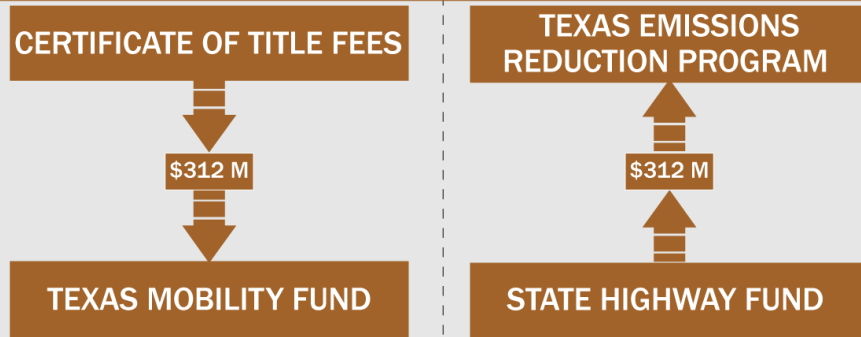 CERTIFICATE OF TITLE FEES
$312 M
TEXAS MOBILITY FUND
TEXAS EMISSIONS
REDUCTION PROGRAM
$312 M
STATE HIGHWAY FUND